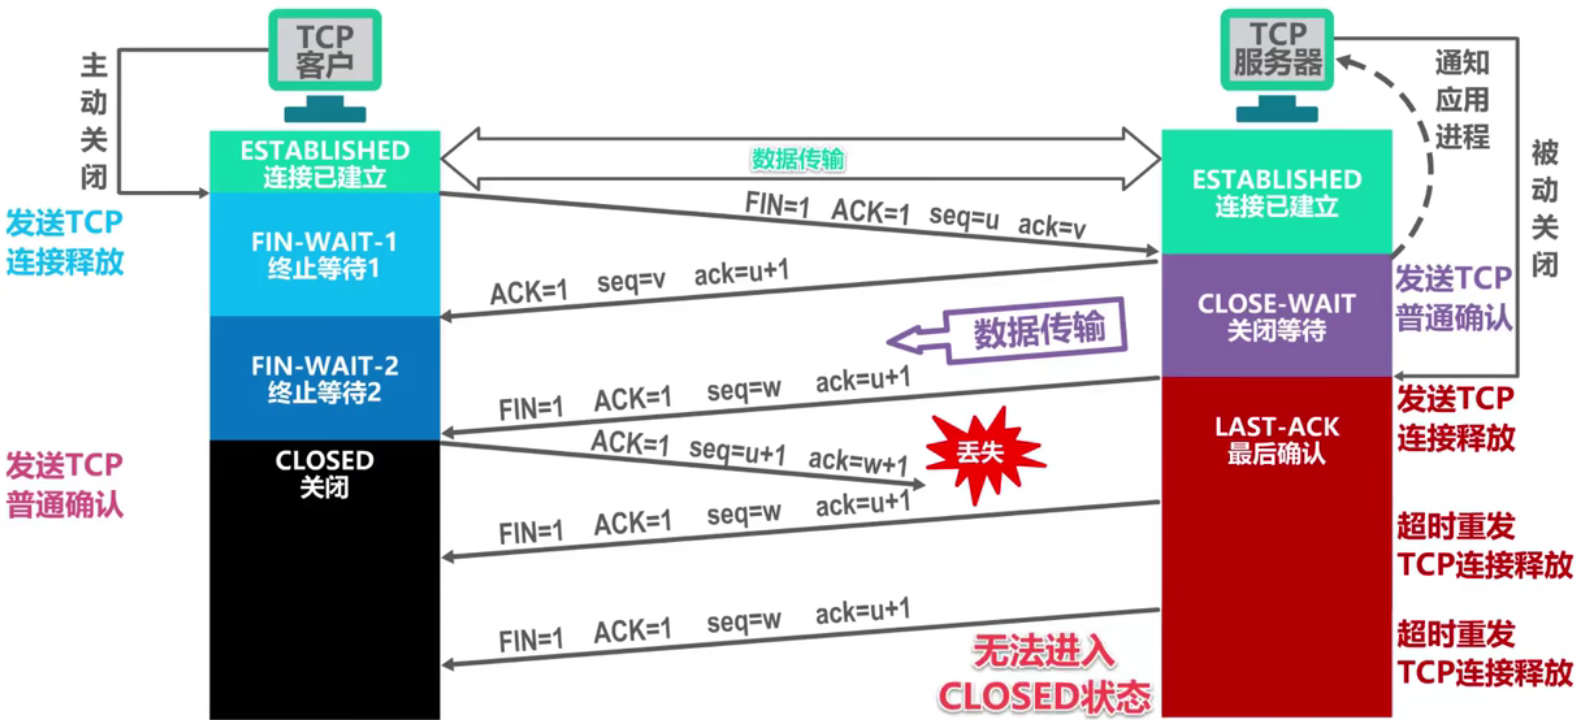 TCP
客户
TCP
服务器
主动关闭
通知
应用
进程
被动关闭
ESTABLISHED
连接已建立
数据传输
ESTABLISHED
连接已建立
FIN=1 ACK=1 seq=u ack=v
发送TCP
连接释放
FIN-WAIT-1
终止等待1
ACK=1 seq=v ack=u+1
CLOSE-WAIT
关闭等待
发送TCP
普通确认
数据传输
FIN-WAIT-2
终止等待2
FIN=1 ACK=1 seq=w ack=u+1
发送TCP
连接释放
LAST-ACK
最后确认
ACK=1 seq=u+1 ack=w+1
丢失
发送TCP
普通确认
CLOSED
关闭
FIN=1 ACK=1 seq=w ack=u+1
超时重发
TCP连接释放
FIN=1 ACK=1 seq=w ack=u+1
超时重发
TCP连接释放
无法进入
CLOSED状态